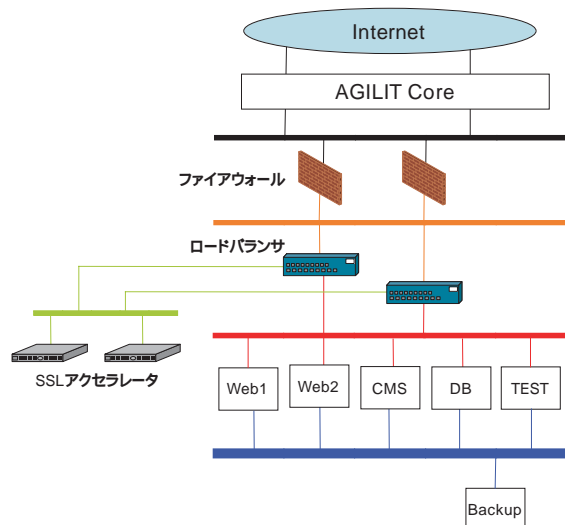 Internet
AGILIT Core
ファイアウォール
ロードバランサ
SSLアクセラレータ
Web1
Web2
CMS
DB
TEST
Backup